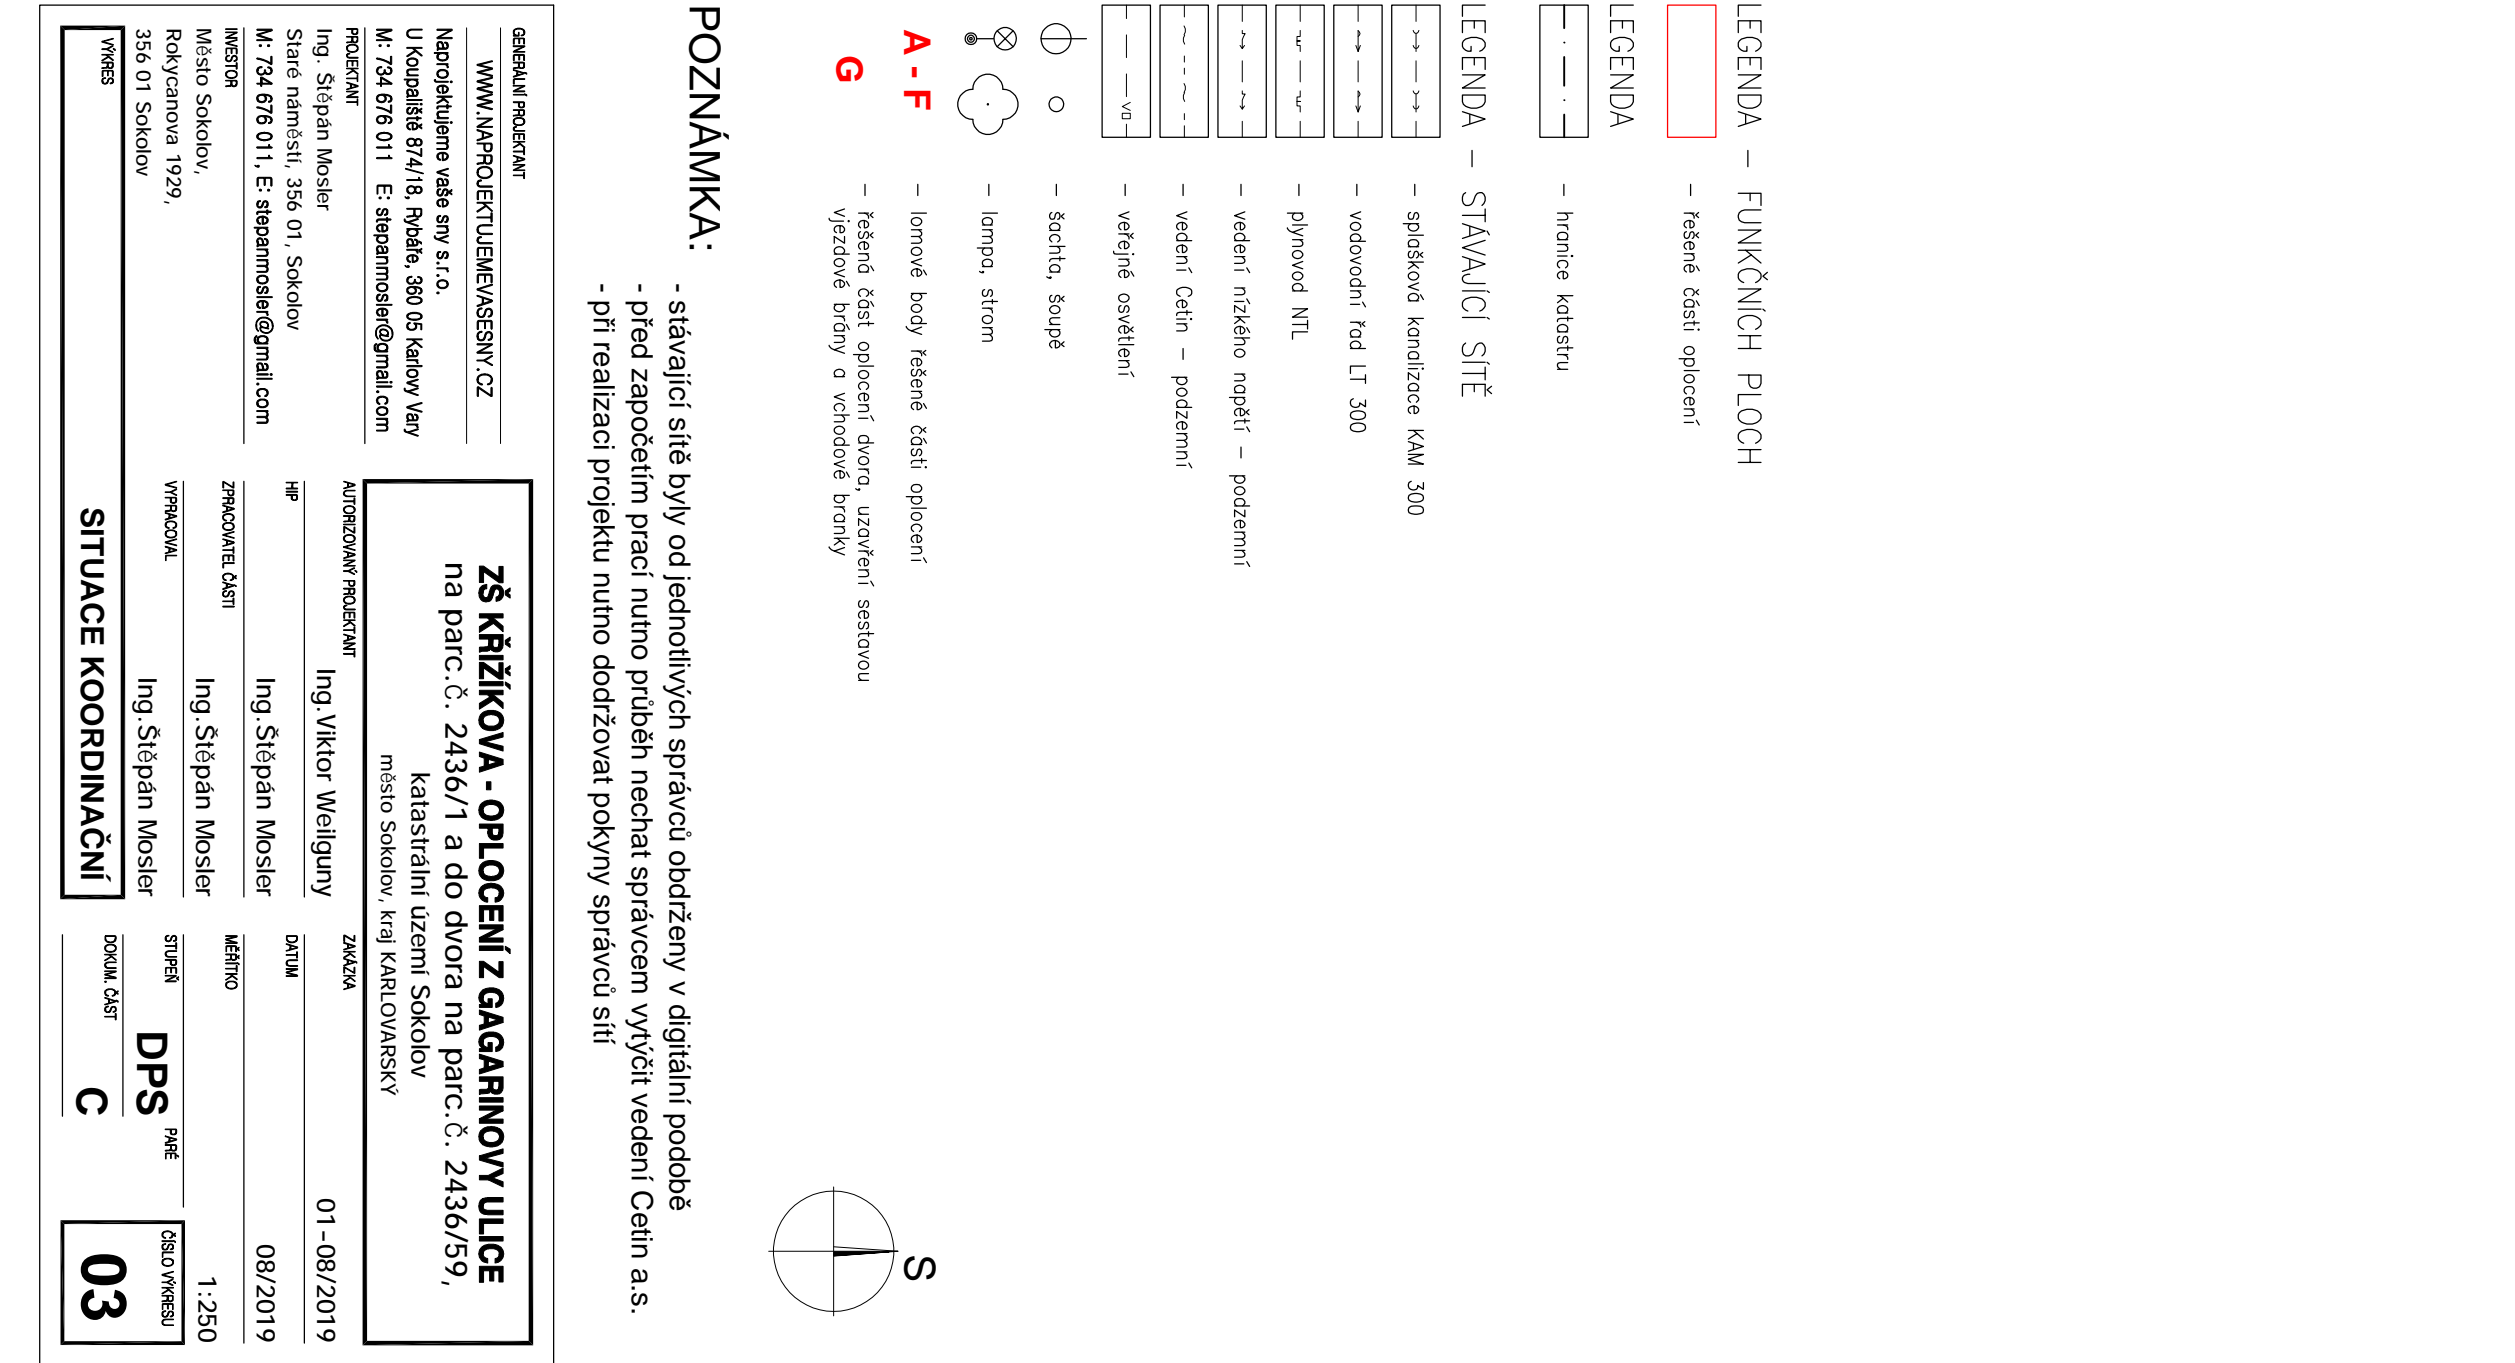 LEGENDA – FUNKČNÍCH PLOCH
– řešené části oplocení
LEGENDA
– hranice katastru
LEGENDA – STÁVAJÍCÍ SÍTĚ
– splašková kanalizace KAM 300
– vodovodní řad LT 300
– plynovod NTL
– vedení nízkého napětí – podzemní
– vedení Cetin – podzemní
VO
– veřejné osvětlení
– šachta, šoupě
– lampa, strom
A - F
– lomové body řešené části oplocení
G
– řešená část oplocení dvora, uzavření sestavou
vjezdové brány a vchodové branky
S
POZNÁMKA:
- stávající sítě byly od jednotlivých správců obdrženy v digitální podobě
- před započetím prací nutno průběh nechat správcem vytýčit vedení Cetin a.s.
- při realizaci projektu nutno dodržovat pokyny správců sítí
GENERÁLNÍ PROJEKTANT
WWW.NAPROJEKTUJEMEVASESNY.CZ
Naprojektujeme vaše sny s.r.o.
U Koupaliště 874/18, Rybáře, 360 05 Karlovy Vary
M: 734 676 011 E: stepanmosler@gmail.com
PROJEKTANT
Ing. Štěpán Mosler
Staré náměstí, 356 01, Sokolov
M: 734 676 011, E: stepanmosler@gmail.com
INVESTOR
Město Sokolov,
Rokycanova 1929,
356 01 Sokolov
ZŠ KŘIŽÍKOVA - OPLOCENÍ Z GAGARINOVY ULICE
na parc.Č. 2436/1 a do dvora na parc.Č. 2436/59,
katastrální území Sokolov
město Sokolov, kraj KARLOVARSKÝ
AUTORIZOVANÝ PROJEKTANT
Ing.Viktor Weilguny
HIP
Ing.Štěpán Mosler
ZPRACOVATEL ČÁSTI
Ing.Štěpán Mosler
VYPRACOVAL
Ing.Štěpán Mosler
ZAKÁZKA
01-08/2019
DATUM
08/2019
MĚŘÍTKO
1:250
STUPEŇ
DPS
PARÉ
DOKUM. ČÁST
C
VÝKRES
SITUACE KOORDINAČNÍ
ČÍSLO VÝKRESU
03